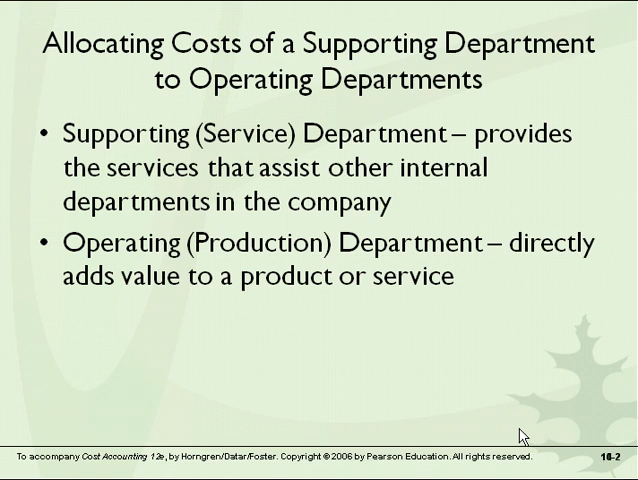 Allocating Costs of a Supporting Department
to Operating Departments
• Supporting (Service) Department – provides
the services that assist other internal
departments in the company
• Operating (Production) Department – directly
adds value to a product or service
To accompany Cost Accounting 12e, by Horngren/Datar/Foster. Copyright © 2006 by Pearson Education. All rights reserved.